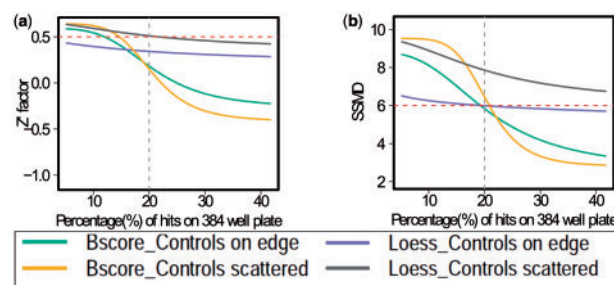 (a)
0.5
0.0
−0.5
−1.0
Z' factor
10 20 30 40
Percentage(%) of hits on 384 well plate
(b)
10
8
6
4
2
SSMD
10 20 30 40
Percentage(%) of hits on 384 well plate
Bscore_Controls on edge
Loess_Controls on edge
Bscore_Controls scattered
Loess_Controls scattered